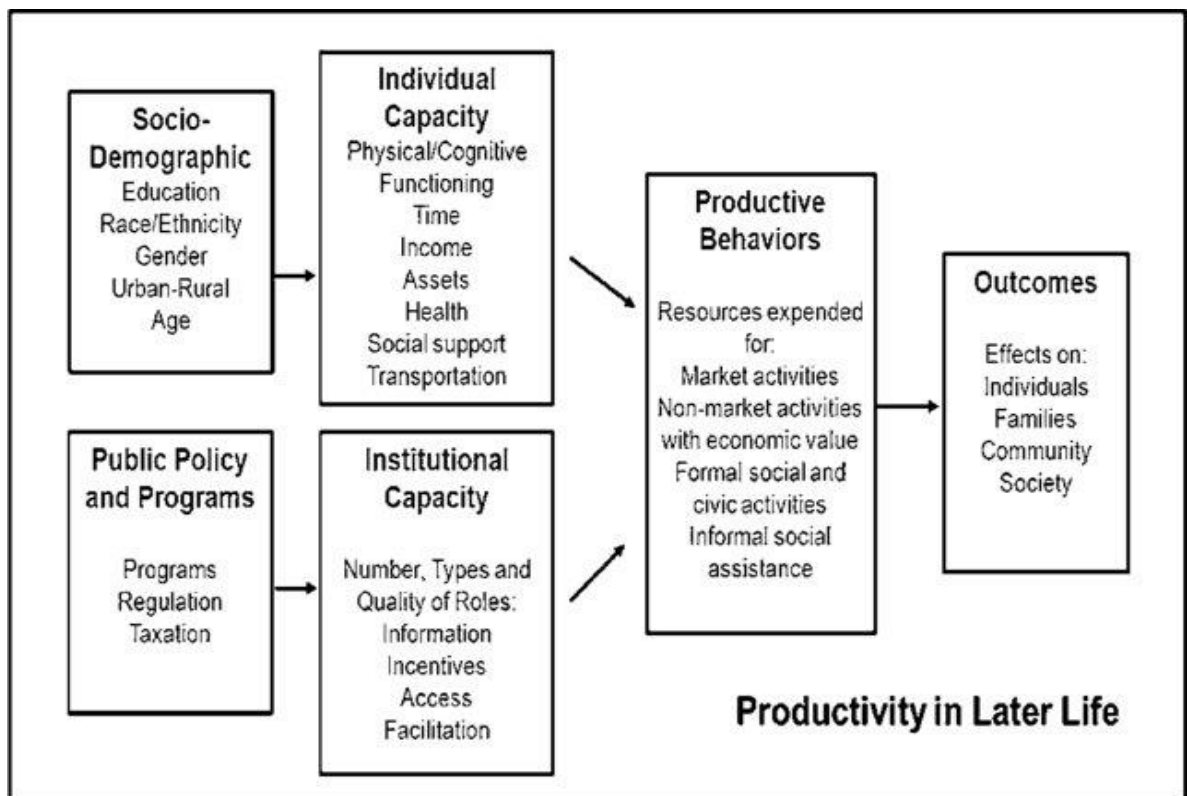 Socio-
Demographic
Education
Race/Ethnicity
Gender
Urban-Rural
Age
Individual
Capacity
Physical/Cognitive
Functioning
Time
Income
Assets
Health
Social support
Transportation
Public Policy
and Programs
Programs
Regulation
Taxation
Institutional
Capacity
Number, Types and
Quality of Roles:
Information
Incentives
Access
Facilitation
Productive
Behaviors
Resources expended
for:
Market activities
Non-market activities
with economic value
Formal social and
civic activities
Informal social
assistance
Outcomes
Effects on:
Individuals
Families
Community
Society
Productivity in Later Life